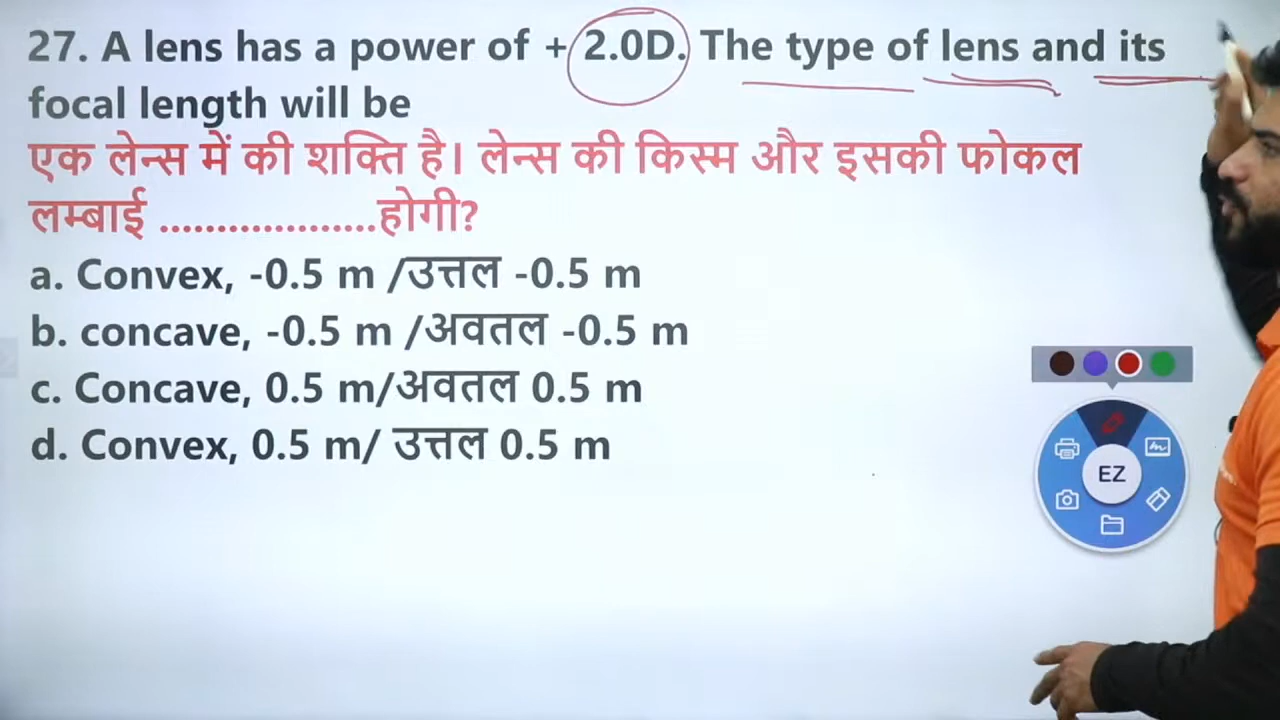 27. A lens has a power of + 2.0D. The type of lens and its
focal length will be
एक लेन्स में की शक्ति है। लेन्स की किस्म और इसकी फोकल
लम्बाई ...................होगी?
a. Convex, -0.5 m /उत्तल -0.5 m
b. concave, -0.5 m /अवतल -0.5 m
c. Concave, 0.5 m/अवतल 0.5 m
d. Convex, 0.5 m/ उत्तल 0.5 m
EZ